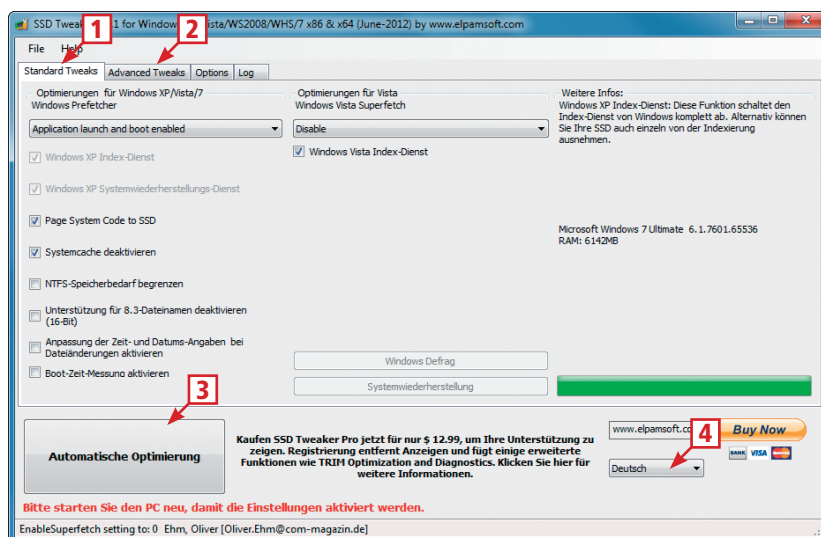 SSD Tweak 1 for Window ista/WS2008/WHS/7 x86 & x64 (June-2012) by www.elpamsoft.com
1
2
File Help
Standard Tweaks Advanced Tweaks Options Log
Optimierungen für Windows XP/Vista/7
Windows Prefetcher
Application launch and boot enabled
Windows XP Index-Dienst
Windows XP Systemwiederherstellungs-Dienst
Page System Code to SSD
Systemcache deaktivieren
NTFS-Speicherbedarf begrenzen
Unterstützung für 8.3-Dateinamen deaktivieren
(16-Bit)
Anpassung der Zeit- und Datums-Angaben bei
Dateiänderungen aktivieren
Boot-Zeit-Messung aktivieren
Optimierungen für Vista
Windows Vista Superfetch
Disable
Windows Vista Index-Dienst
Windows Defrag
Systemwiederherstellung
Weitere Infos:
Windows XP Index-Dienst: Diese Funktion schaltet den
Index-Dienst von Windows komplett ab. Alternativ können
Sie Ihre SSD auch einzeln von der Indexierung
ausnehmen.
Microsoft Windows 7 Ultimate 6.1.7601.65536
RAM: 6142MB
3
Automatische Optimierung
Kaufen SSD Tweaker Pro jetzt für nur $ 12.99, um Ihre Unterstützung zu
zeigen. Registrierung entfernt Anzeigen und fügt einige erweiterte
Funktionen wie TRIM Optimization and Diagnostics. Klicken Sie hier für
weitere Informationen.
www.elpamsoft.co
4
Deutsch
Buy Now
BANK VISA
Bitte starten Sie den PC neu, damit die Einstellungen aktiviert werden.
EnableSuperfetch setting to: 0 Ehm, Oliver [Oliver.Ehm@com-magazin.de]